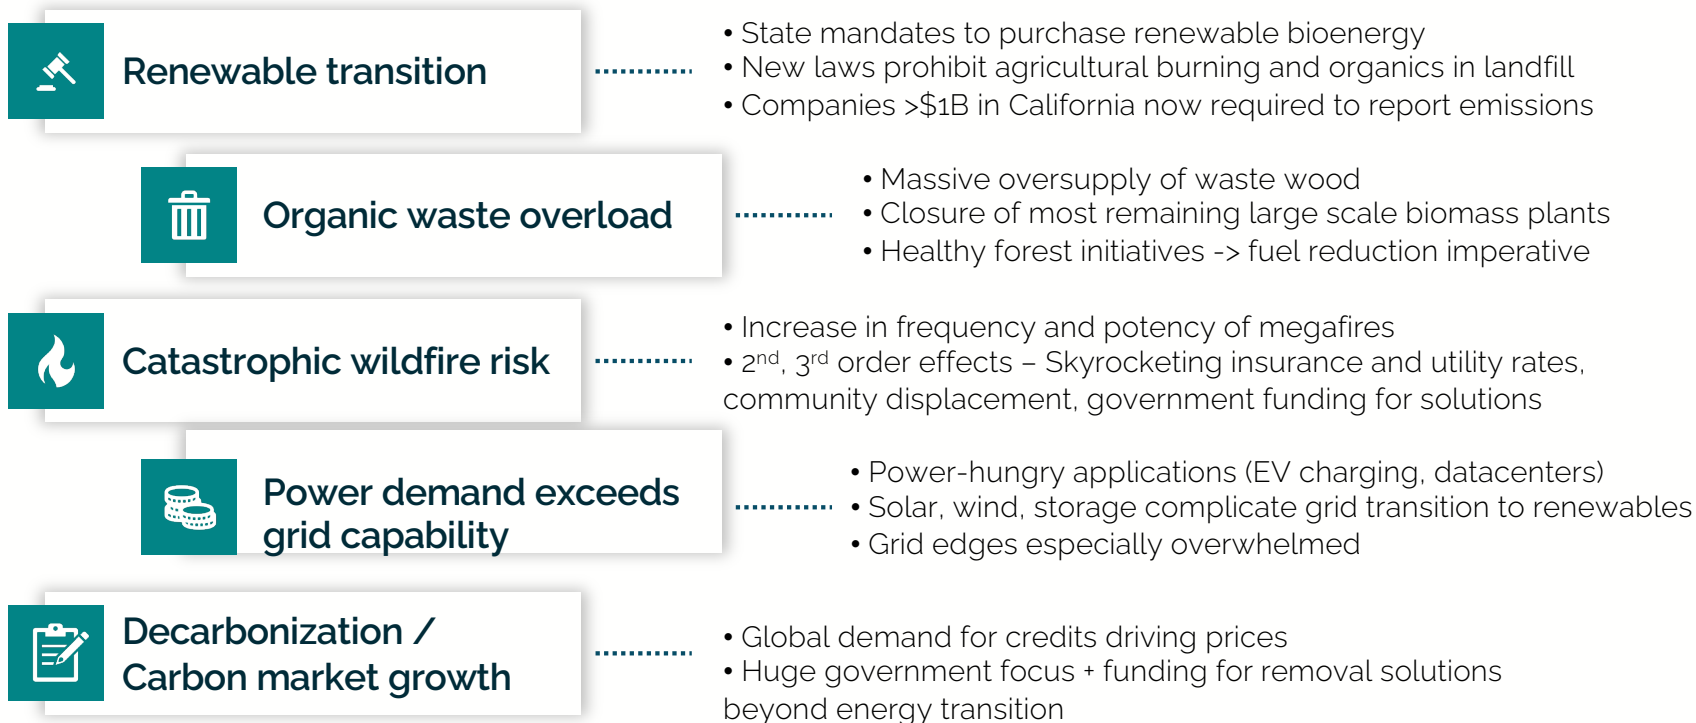 Renewable transition
• State mandates to purchase renewable bioenergy
• New laws prohibit agricultural burning and organics in landfill
• Companies >$1B in California now required to report emissions
Organic waste overload
• Massive oversupply of waste wood
• Closure of most remaining large scale biomass plants
• Healthy forest initiatives -> fuel reduction imperative
Catastrophic wildfire risk
• Increase in frequency and potency of megafires
• 2nd, 3rd order effects – Skyrocketing insurance and utility rates,
community displacement, government funding for solutions
Power demand exceeds
grid capability
• Power-hungry applications (EV charging, datacenters)
• Solar, wind, storage complicate grid transition to renewables
• Grid edges especially overwhelmed
Decarbonization /
Carbon market growth
• Global demand for credits driving prices
• Huge government focus + funding for removal solutions
beyond energy transition